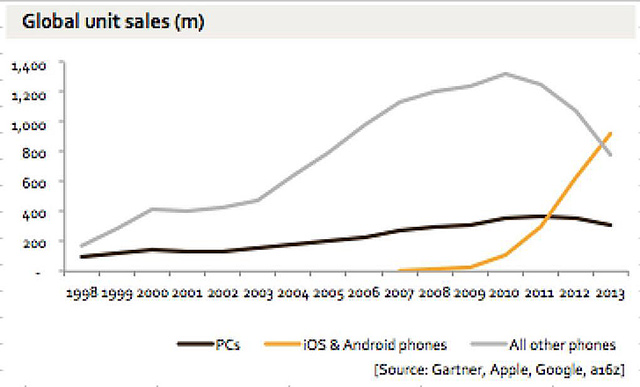 Global unit sales (m)
1,400
1,200
1,000
800
600
400
200
-
1998 1999 2000 2001 2002 2003 2004 2005 2006 2007 2008 2009 2010 2011 2012 2013
PCs iOS & Android phones All other phones
[Source: Gartner, Apple, Google, a16z]